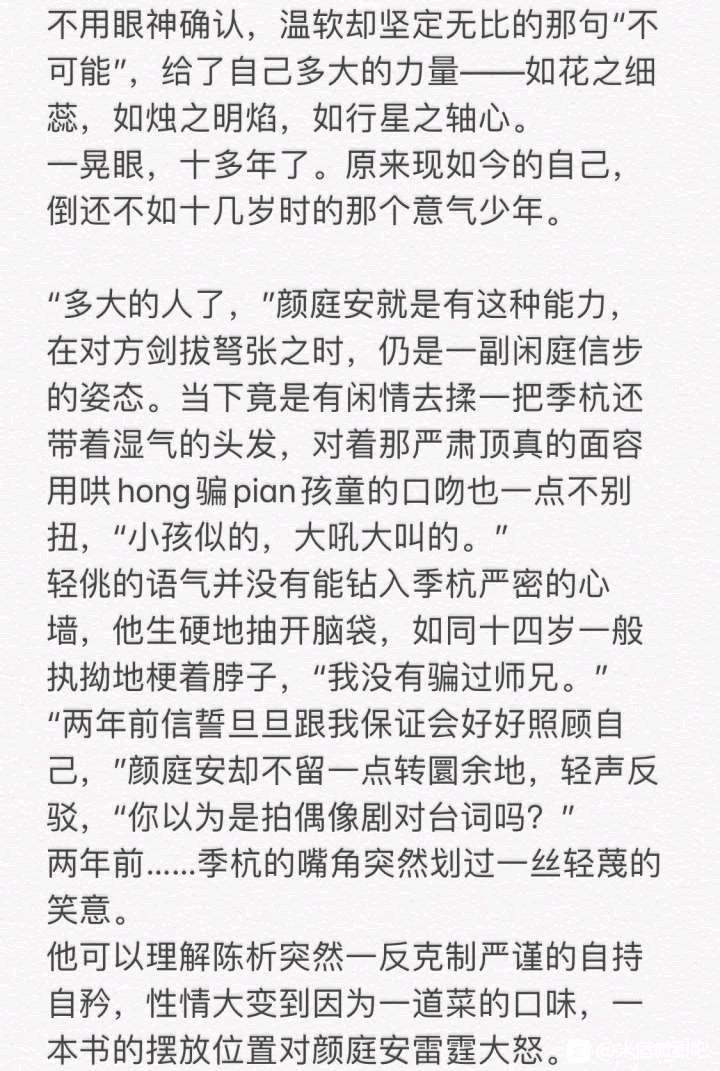 不用眼神确认，温软却坚定无比的那句“不
可能”，给了自己多大的力量——如花之细
蕊，如烛之明焰，如行星之轴心。
一晃眼，十多年了。原来现如今的自己，
倒还不如十几岁时的那个意气少年。
“多大的人了，”颜庭安就是有这种能力，
在对方剑拔弩张之时，仍是一副闲庭信步
的姿态。当下竟是有闲情去揉一把季杭还
带着湿气的头发，对着那严肃顶真的面容
用哄hong骗pian孩童的口吻也一点不别
扭，“小孩似的，大吼大叫的。”
轻佻的语气并没有能钻入季杭严密的心
墙，他生硬地抽开脑袋，如同十四岁一般
执拗地梗着脖子，“我没有骗过师兄。”
“两年前信誓旦旦跟我保证会好好照顾自
己，”颜庭安却不留一点转圜余地，轻声反
驳，“你以为是拍偶像剧对台词吗？”
两年前……季杭的嘴角突然划过一丝轻蔑的
笑意。
他可以理解陈析突然一反克制严谨的自持
自矜，性情大变到因为一道菜的口味，一
本书的摆放位置对颜庭安雷霆大怒。